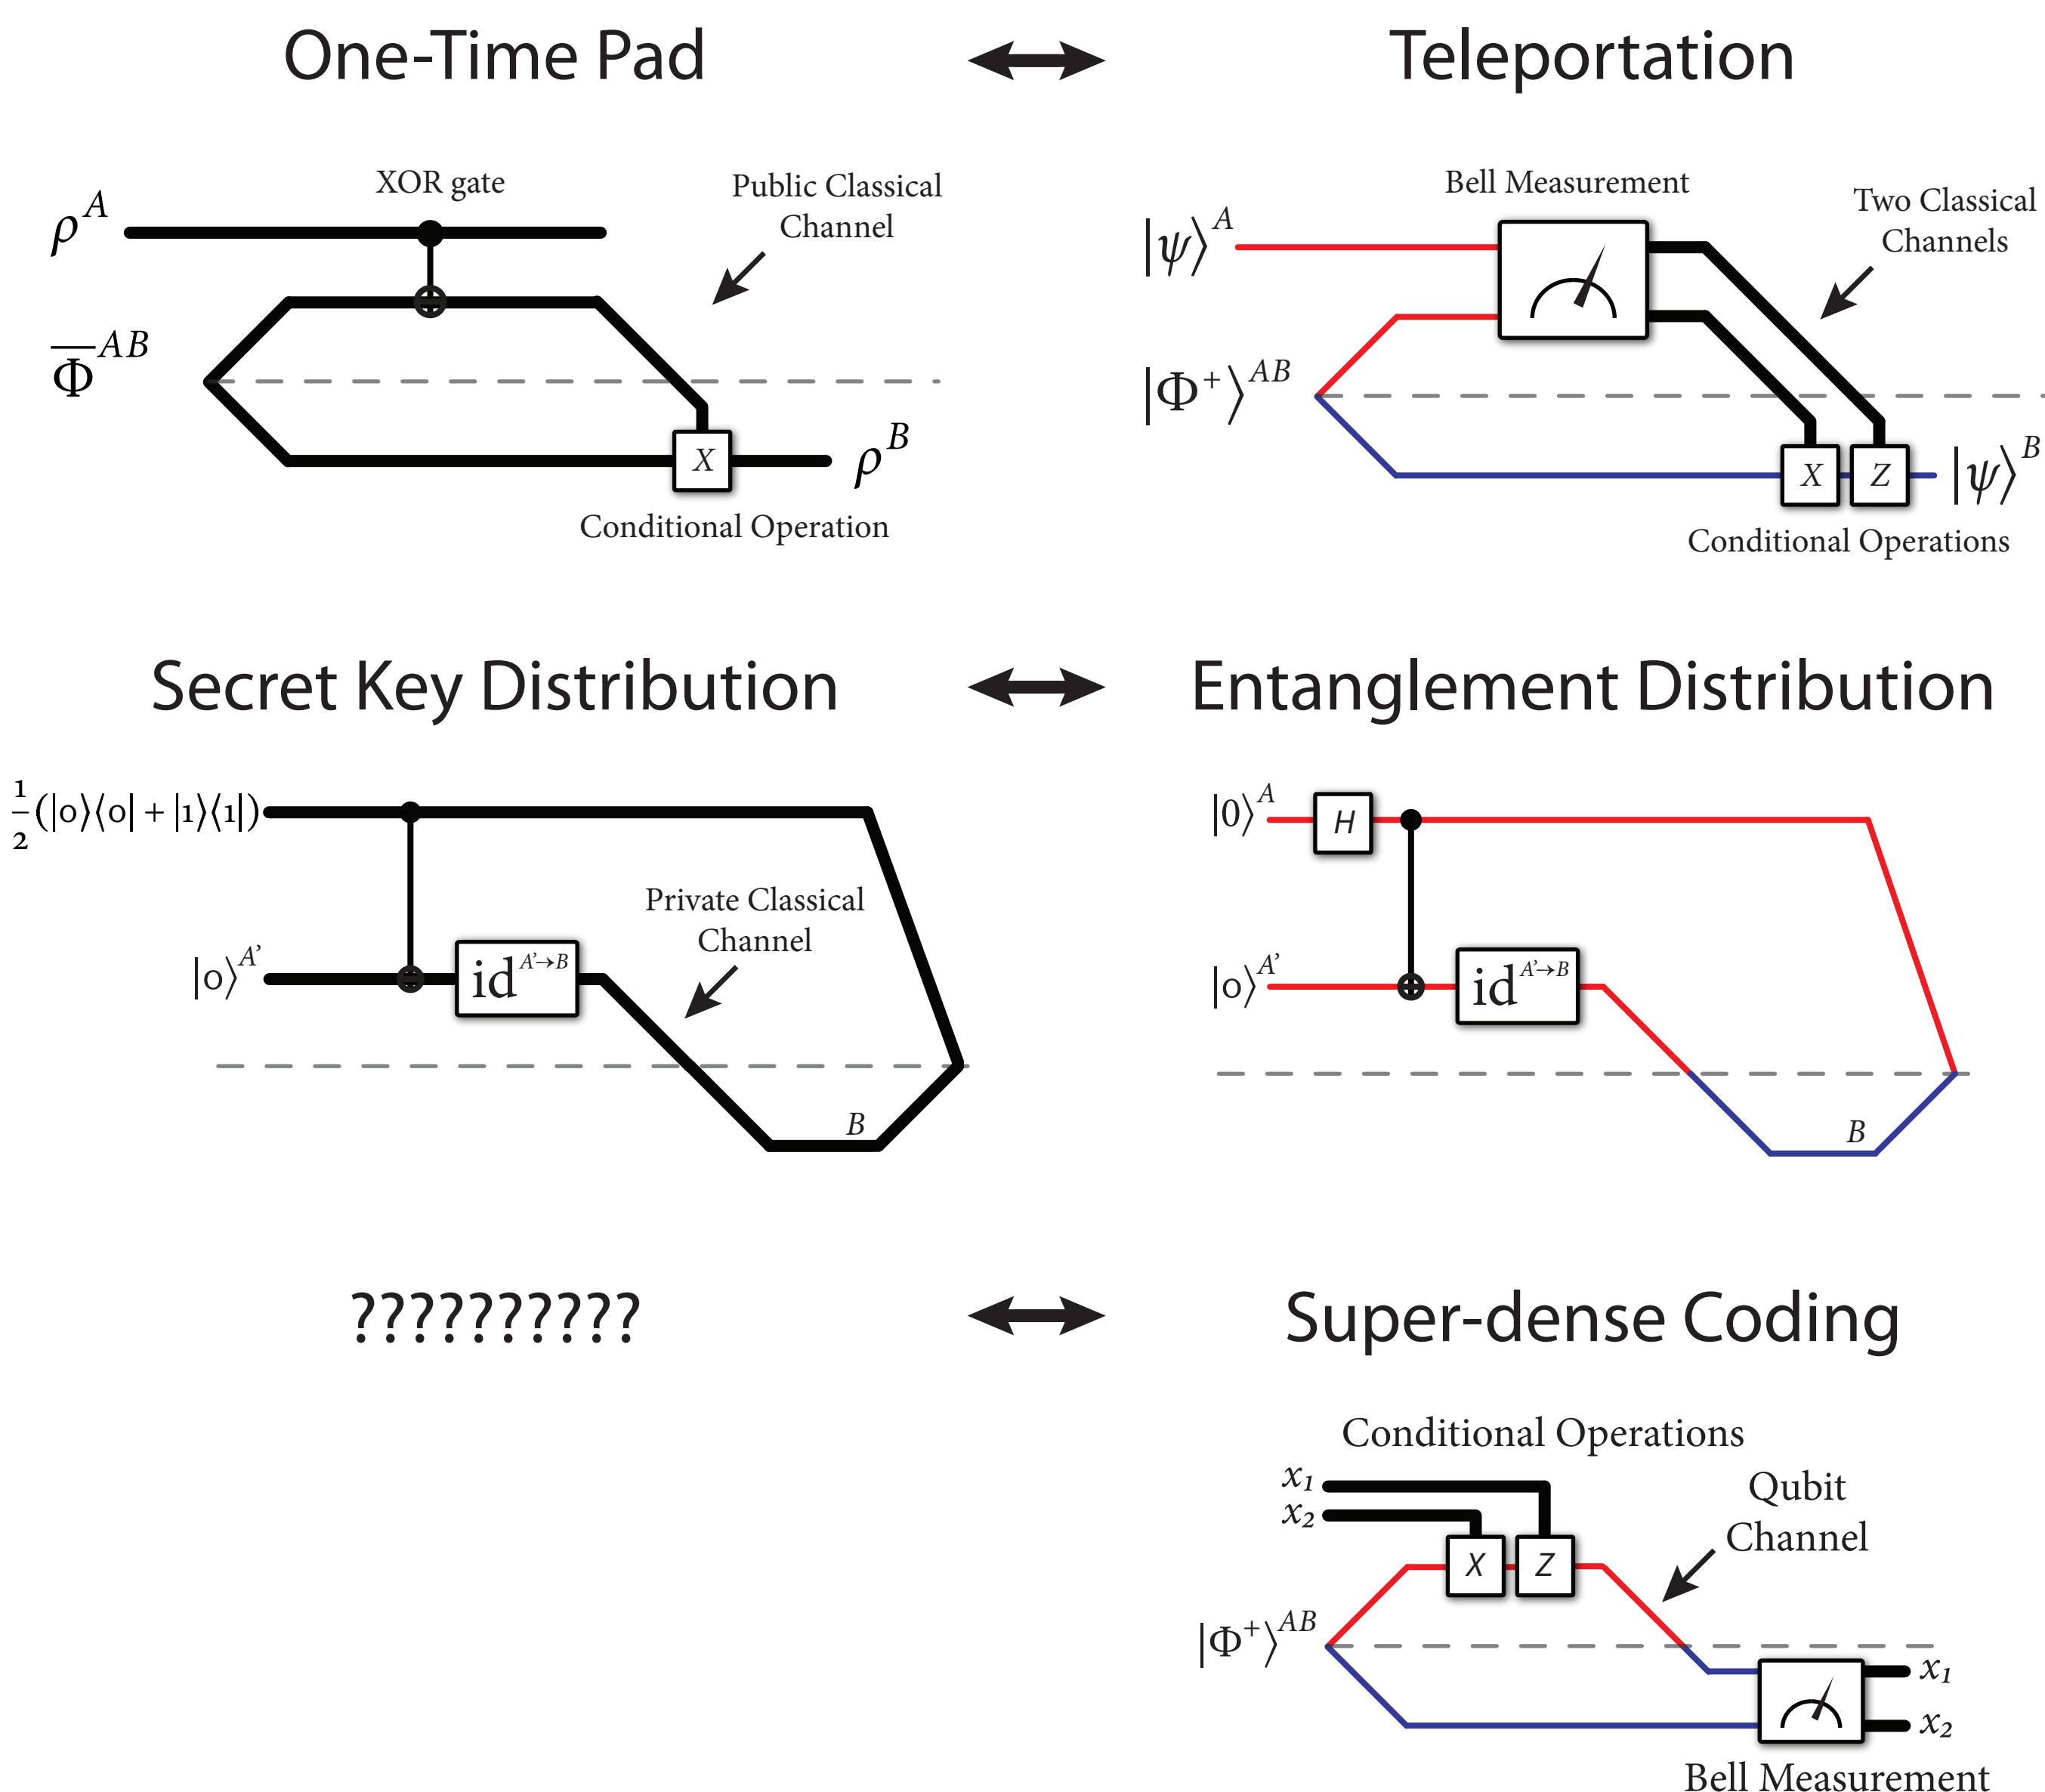 One-Time Pad
Teleportation
XOR gate
Public Classical
Channel
ρ^A
Φ̅^AB
X
ρ^B
Conditional Operation
Bell Measurement
Two Classical
Channels
|ψ⟩^A
|Φ⁺⟩^AB
X Z
|ψ⟩^B
Conditional Operations
Secret Key Distribution
Entanglement Distribution
1/2(|0⟩⟨0| + |1⟩⟨1|)
Private Classical
Channel
|0⟩^A'
id^A'→B
B
|0⟩^A
H
|0⟩^A'
id^A'→B
B
??????????
Super-dense Coding
Conditional Operations
x₁
x₂
Qubit
Channel
X Z
|Φ⁺⟩^AB
x₁
x₂
Bell Measurement